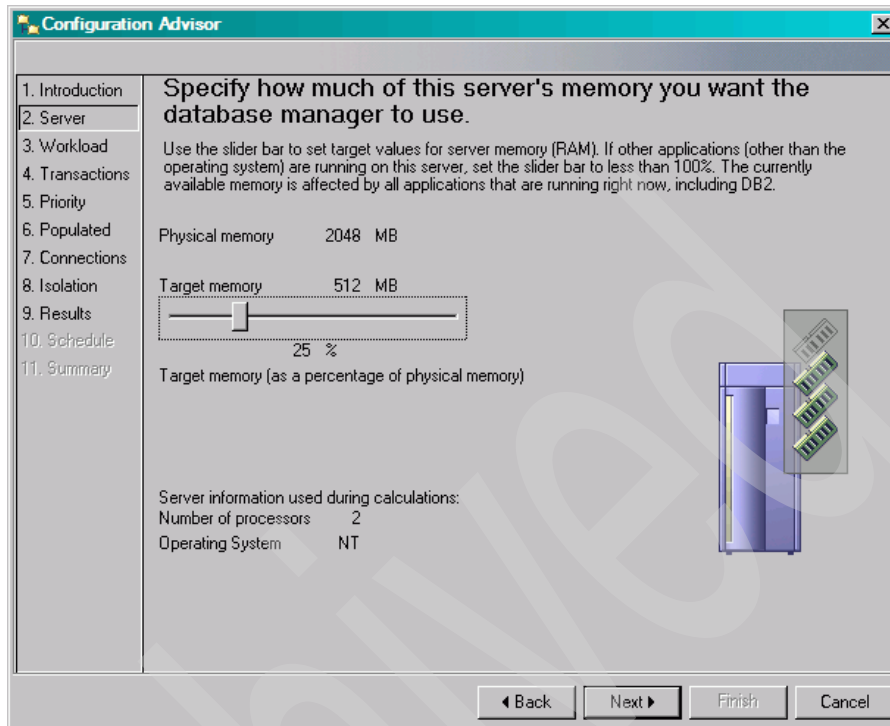 Configuration Advisor
1. Introduction
2. Server
3. Workload
4. Transactions
5. Priority
6. Populated
7. Connections
8. Isolation
9. Results
10. Schedule
11. Summary
Specify how much of this server's memory you want the
database manager to use.
Use the slider bar to set target values for server memory (RAM). If other applications (other than the
operating system) are running on this server, set the slider bar to less than 100%. The currently
available memory is affected by all applications that are running right now, including DB2.
Physical memory 2048 MB
Target memory 512 MB
25 %
Target memory (as a percentage of physical memory)
Server information used during calculations:
Number of processors 2
Operating System NT
Back Next Finish Cancel